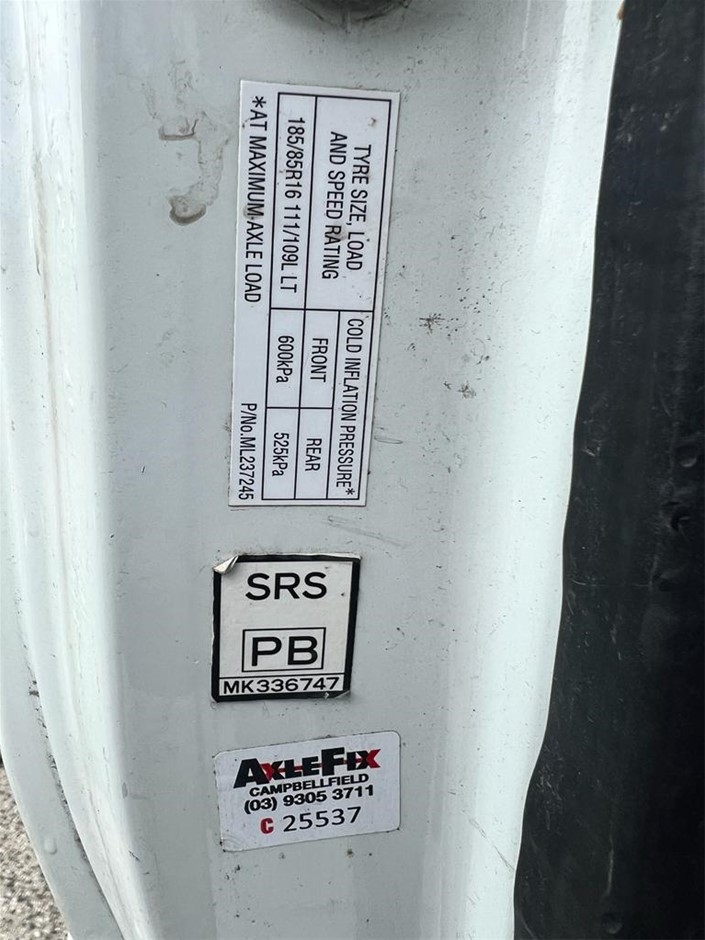 TYRE SIZE, LOAD
AND SPEED RATING
COLD INFLATION PRESSURE*
FRONT
REAR
185/85R16 111/109L LT
600kPa
525kPa
*AT MAXIMUM AXLE LOAD
P/No.ML237245
SRS
PB
MK336747
AXLEFIX
CAMPBELLFIELD
(03) 9305 3711
C 25537